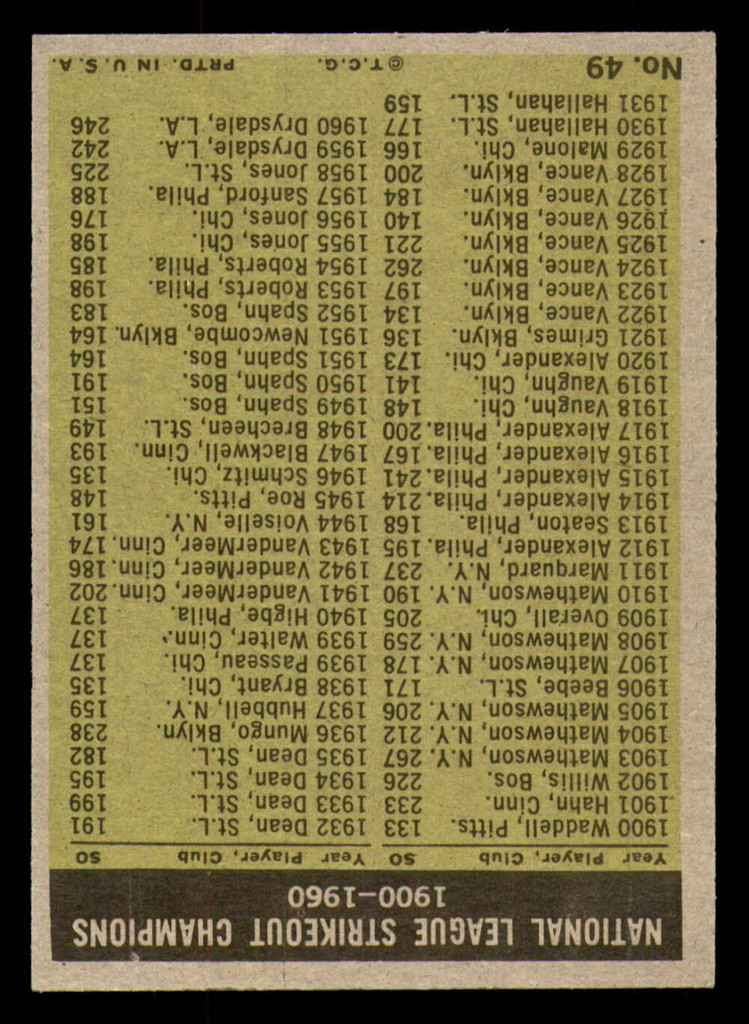 NATIONAL LEAGUE STRIKEOUT CHAMPIONS
1900–1960
Year Player, Club SO
1900 Waddell, Pitts. 133
1901 Hahn, Cinn. 233
1902 Willis, Bos. 226
1903 Mathewson, N.Y. 267
1904 Mathewson, N.Y. 212
1905 Mathewson, N.Y. 206
1906 Beebe, St.L. 171
1907 Mathewson, N.Y. 178
1908 Mathewson, N.Y. 259
1909 Overall, Chi. 205
1910 Mathewson, N.Y. 190
1911 Marquard, N.Y. 237
1912 Alexander, Phila. 195
1913 Seaton, Phila. 168
1914 Alexander, Phila. 214
1915 Alexander, Phila. 241
1916 Alexander, Phila. 167
1917 Alexander, Phila. 200
1918 Vaughn, Chi. 148
1919 Vaughn, Chi. 141
1920 Alexander, Chi. 173
1921 Grimes, Bklyn. 136
1922 Vance, Bklyn. 134
1923 Vance, Bklyn. 197
1924 Vance, Bklyn. 262
1925 Vance, Bklyn. 221
1926 Vance, Bklyn. 140
1927 Vance, Bklyn. 184
1928 Vance, Bklyn. 200
1929 Malone, Chi. 166
1930 Hallahan, St.L. 177
1931 Hallahan, St.L. 159
Year Player, Club SO
1932 Dean, St.L. 191
1933 Dean, St.L. 199
1934 Dean, St.L. 195
1935 Dean, St.L. 182
1936 Mungo, Bklyn. 238
1937 Hubbell, N.Y. 159
1938 Bryant, Chi. 135
1939 Passeau, Chi. 137
1939 Walter, Cinn. 137
1940 Higbe, Phila. 137
1941 VanderMeer, Cinn. 202
1942 VanderMeer, Cinn. 186
1943 VanderMeer, Cinn. 174
1944 Voiselle, N.Y. 161
1945 Roe, Pitts. 148
1946 Schmitz, Chi. 135
1947 Blackwell, Cinn. 193
1948 Brecheen, St.L. 149
1949 Spahn, Bos. 151
1950 Spahn, Bos. 191
1951 Spahn, Bos. 164
1951 Newcombe, Bklyn. 164
1952 Spahn, Bos. 183
1953 Roberts, Phila. 198
1954 Roberts, Phila. 185
1955 Jones, Chi. 198
1956 Jones, Chi. 176
1957 Sanford, Phila. 188
1958 Jones, St.L. 225
1959 Drysdale, L.A. 242
1960 Drysdale, L.A. 246
No. 49 © T.C.G. PRTD. IN U.S.A.